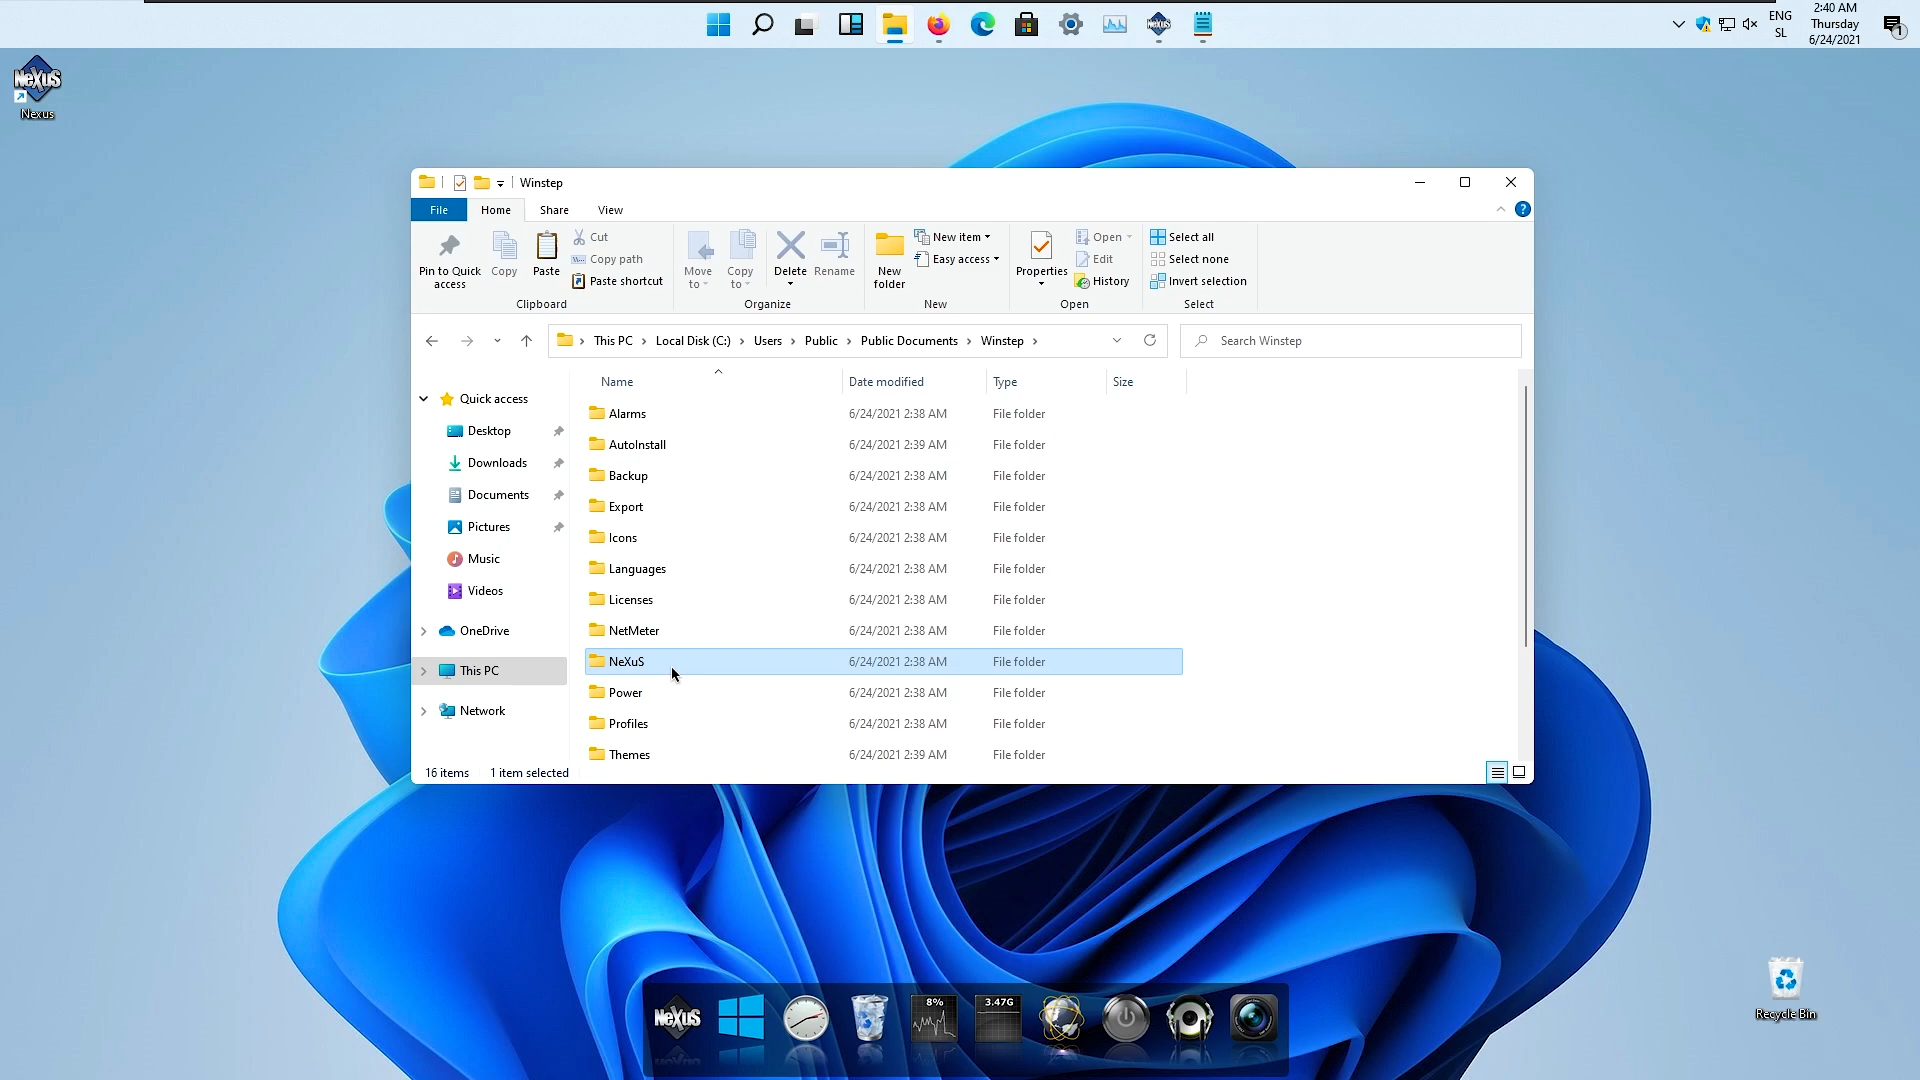 2:40 AM
ENG
Thursday
SL
6/24/2021
1
NeXuS
Nexus
Winstep
File Home Share View
?
Pin to Quick access
Copy
Paste
Cut
Copy path
Paste shortcut
Clipboard
Move to
Copy to
Delete
Rename
Organize
New folder
New item
Easy access
New
Properties
Open
Edit
History
Open
Select all
Select none
Invert selection
Select
This PC > Local Disk (C:) > Users > Public > Public Documents > Winstep >
Search Winstep
Quick access
Desktop
Downloads
Documents
Pictures
Music
Videos
OneDrive
This PC
Network
Name Date modified Type Size
Alarms 6/24/2021 2:38 AM File folder
AutoInstall 6/24/2021 2:39 AM File folder
Backup 6/24/2021 2:38 AM File folder
Export 6/24/2021 2:38 AM File folder
Icons 6/24/2021 2:38 AM File folder
Languages 6/24/2021 2:38 AM File folder
Licenses 6/24/2021 2:38 AM File folder
NetMeter 6/24/2021 2:38 AM File folder
NeXuS 6/24/2021 2:38 AM File folder
Power 6/24/2021 2:38 AM File folder
Profiles 6/24/2021 2:38 AM File folder
Themes 6/24/2021 2:39 AM File folder
16 items 1 item selected
NeXuS
8%
3.47G
Recycle Bin